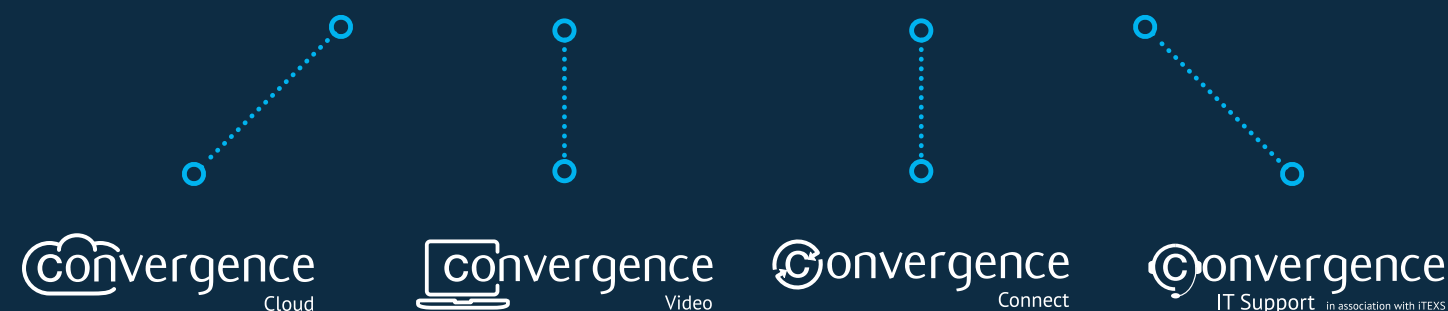 convergence
Cloud
convergence
Video
convergence
Connect
convergence
IT Support in association with iTEXS